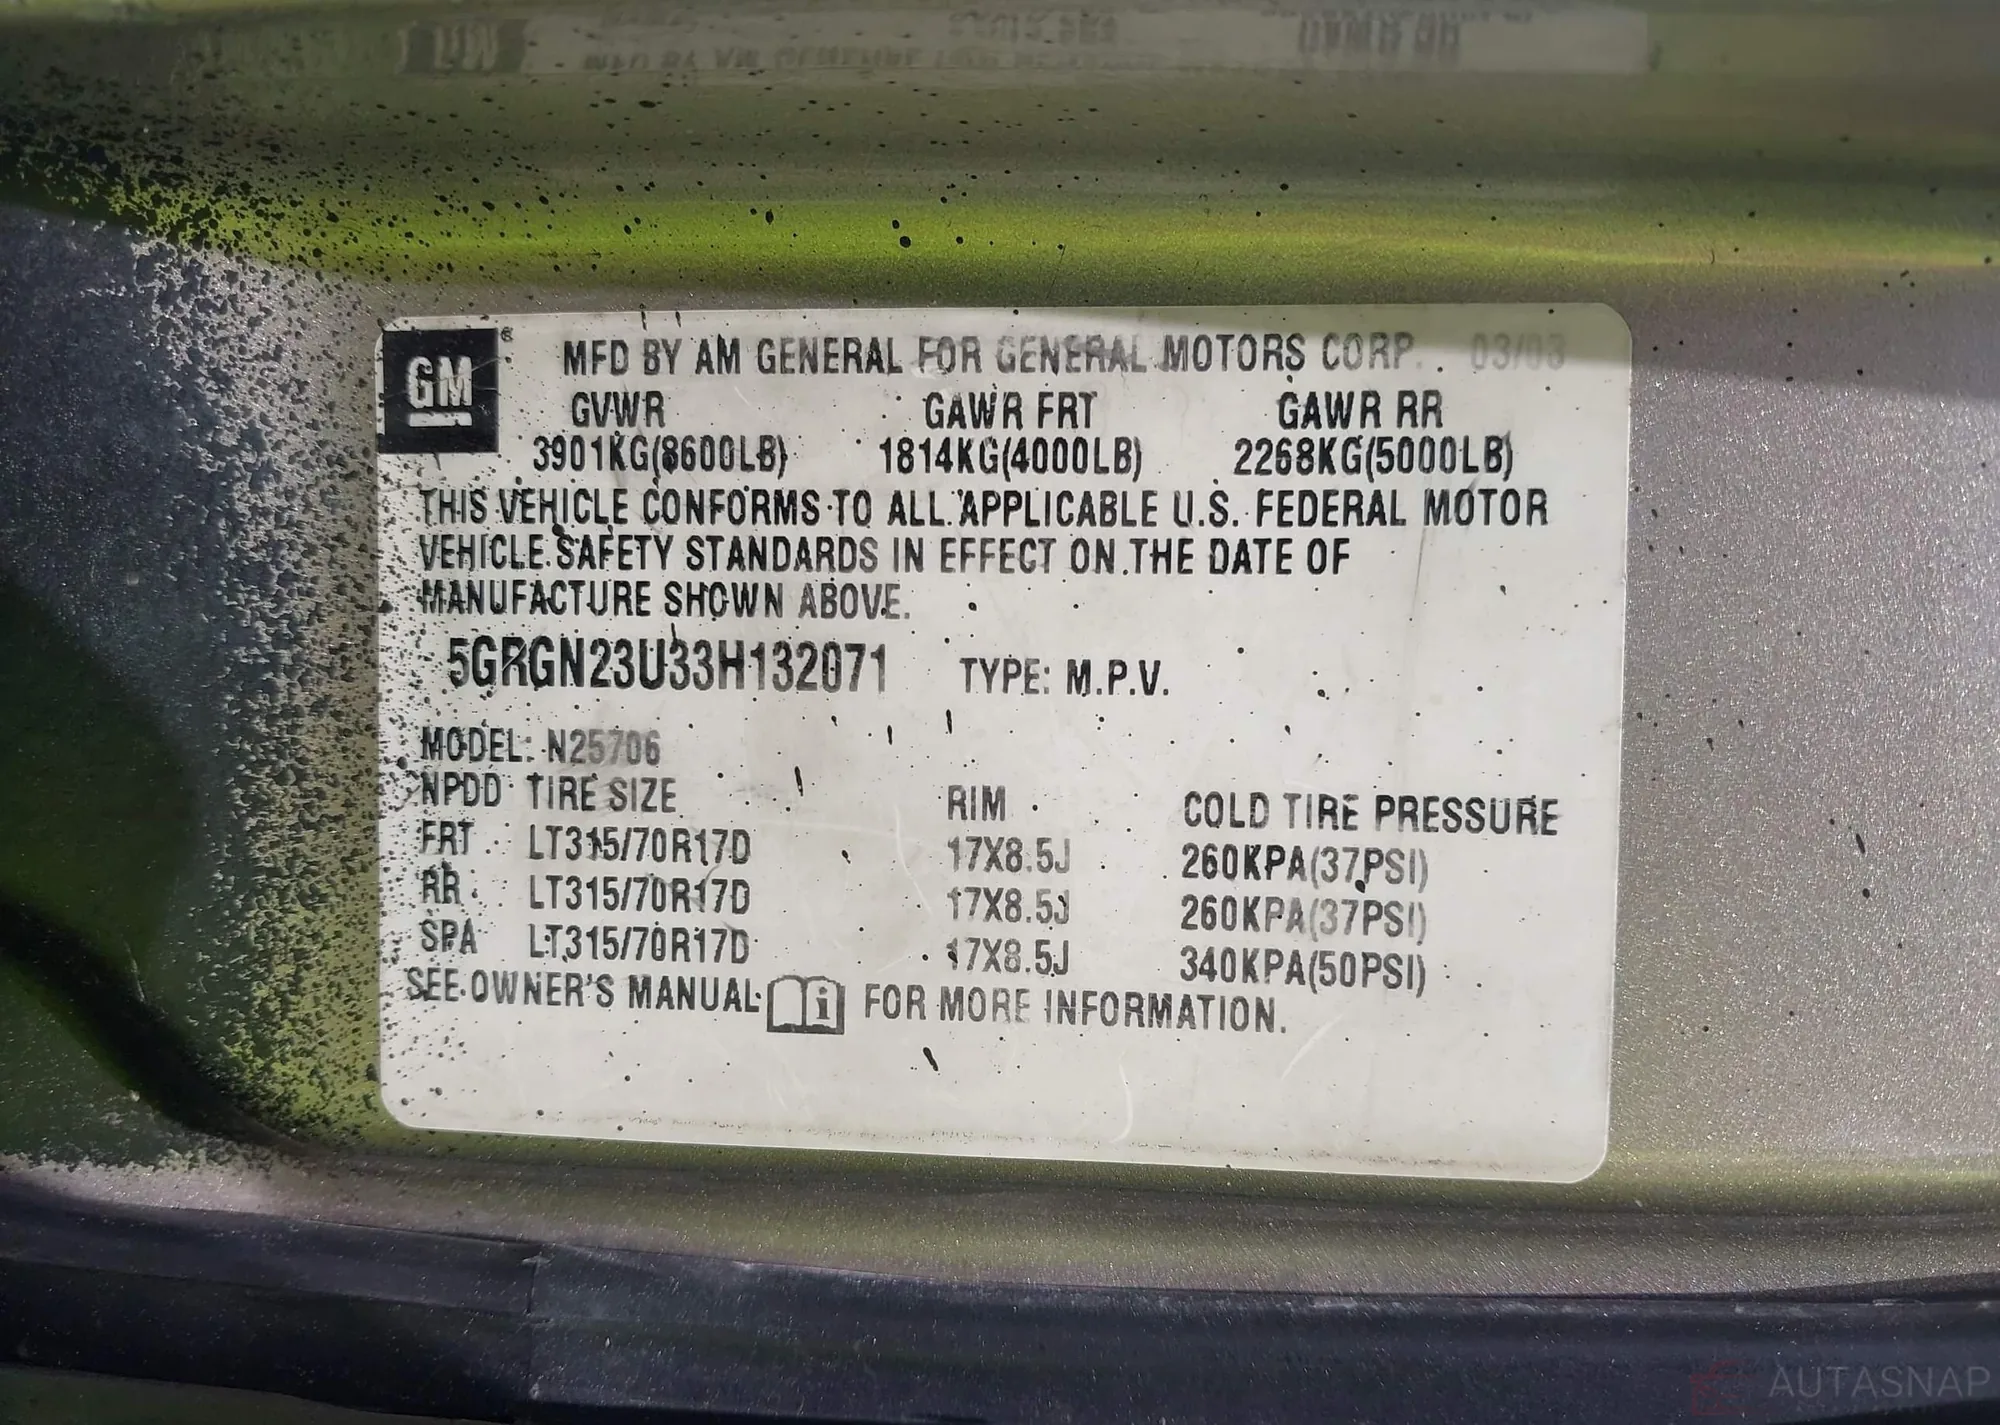 GM
®
MFD BY AM GENERAL FOR GENERAL MOTORS CORP. 03/03
GVWR GAWR FRT GAWR RR
3901KG(8600LB) 1814KG(4000LB) 2268KG(5000LB)
THIS VEHICLE CONFORMS TO ALL APPLICABLE U.S. FEDERAL MOTOR
VEHICLE SAFETY STANDARDS IN EFFECT ON THE DATE OF
MANUFACTURE SHOWN ABOVE.
5GRGN23U33H132071 TYPE: M.P.V.
MODEL: N25706
NPDD TIRE SIZE RIM COLD TIRE PRESSURE
FRT LT315/70R17D 17X8.5J 260KPA(37PSI)
RR LT315/70R17D 17X8.5J 260KPA(37PSI)
SPA LT315/70R17D 17X8.5J 340KPA(50PSI)
SEE OWNER'S MANUAL FOR MORE INFORMATION.
AUTASNAP